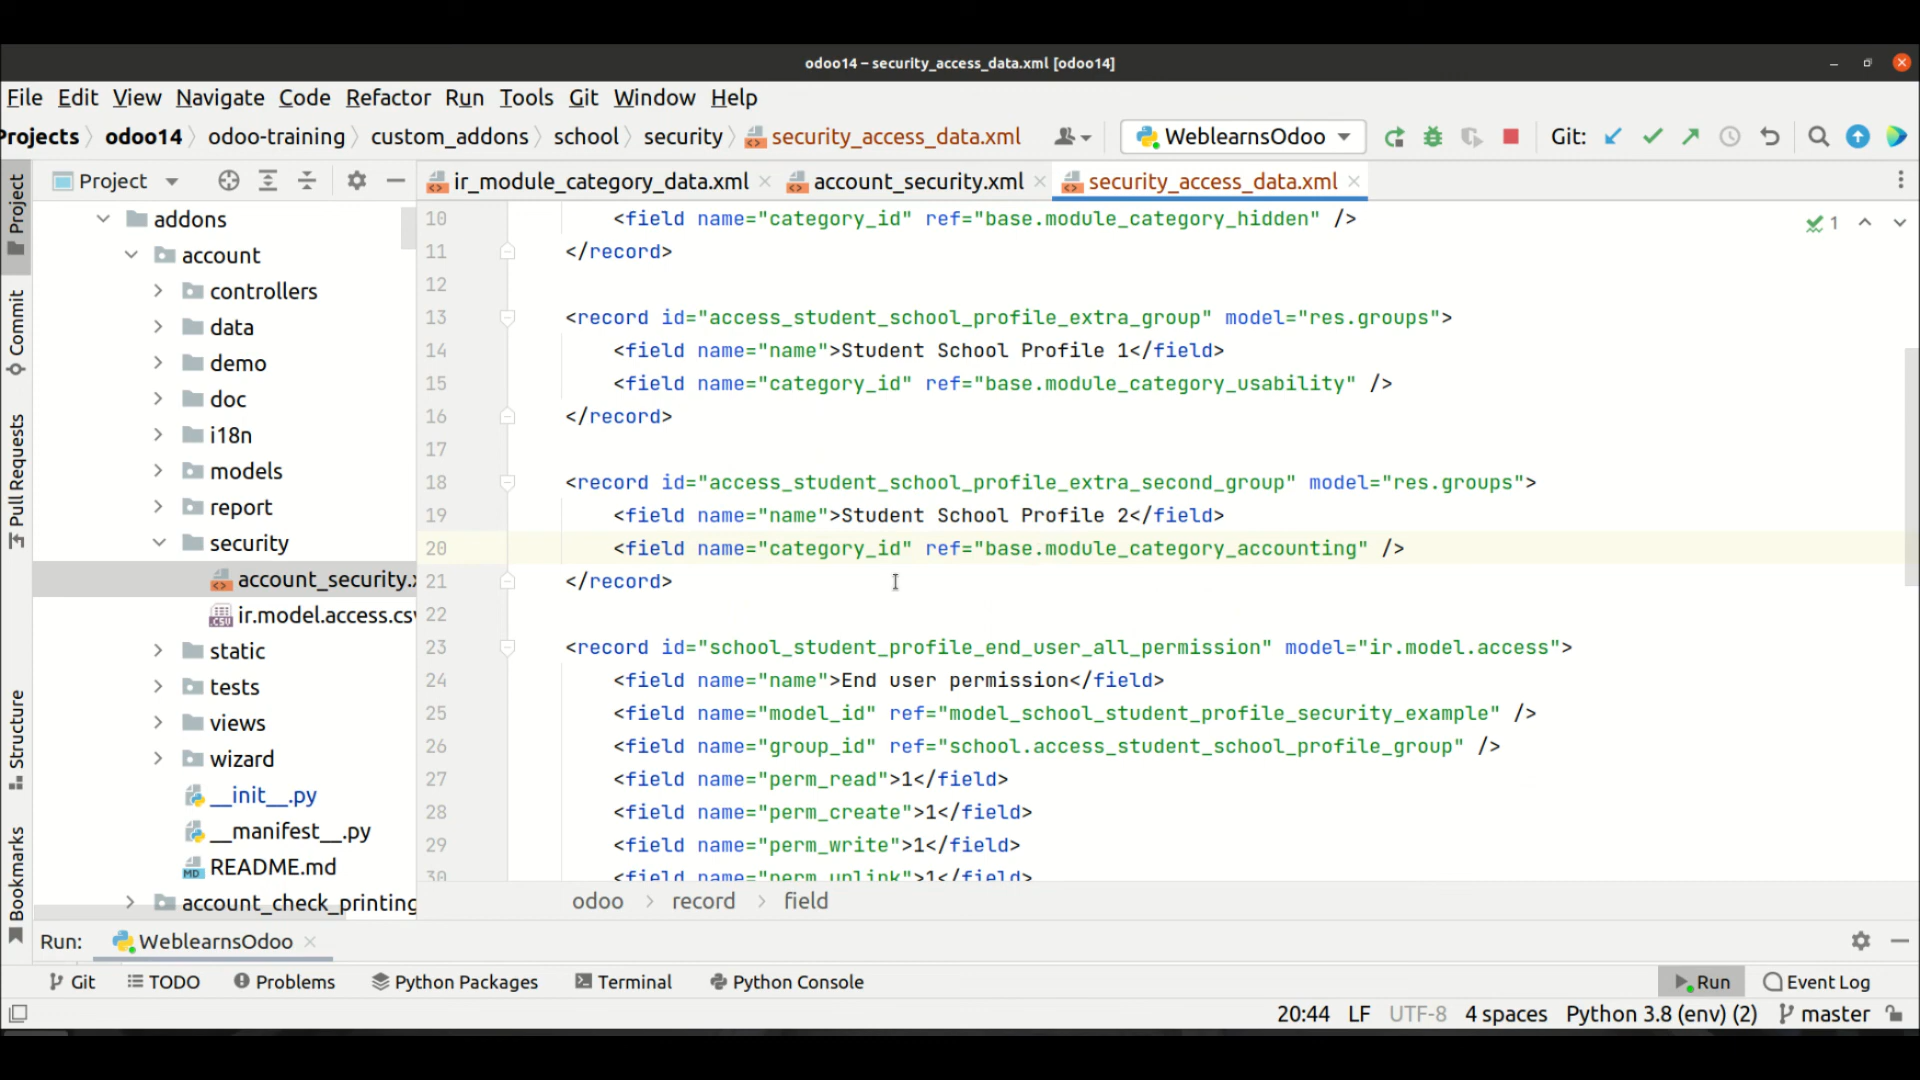 odoo14 – security_access_data.xml [odoo14]
File Edit View Navigate Code Refactor Run Tools Git Window Help
Projects odoo14 odoo-training custom_addons school security security_access_data.xml WeblearnsOdoo Git:
Project ir_module_category_data.xml account_security.xml security_access_data.xml
Project
Commit
Pull Requests
Structure
Bookmarks
addons
account
controllers
data
demo
doc
i18n
models
report
security
account_security.x
ir.model.access.csv
static
tests
views
wizard
__init__.py
__manifest__.py
README.md
account_check_printing
1
10 <field name="category_id" ref="base.module_category_hidden" />
11 </record>
12
13 <record id="access_student_school_profile_extra_group" model="res.groups">
14 <field name="name">Student School Profile 1</field>
15 <field name="category_id" ref="base.module_category_usability" />
16 </record>
17
18 <record id="access_student_school_profile_extra_second_group" model="res.groups">
19 <field name="name">Student School Profile 2</field>
20 <field name="category_id" ref="base.module_category_accounting" />
21 </record>
22
23 <record id="school_student_profile_end_user_all_permission" model="ir.model.access">
24 <field name="name">End user permission</field>
25 <field name="model_id" ref="model_school_student_profile_security_example" />
26 <field name="group_id" ref="school.access_student_school_profile_group" />
27 <field name="perm_read">1</field>
28 <field name="perm_create">1</field>
29 <field name="perm_write">1</field>
30 <field name="perm_unlink">1</field>
odoo record field
Run: WeblearnsOdoo
Git TODO Problems Python Packages Terminal Python Console Run Event Log
20:44 LF UTF-8 4 spaces Python 3.8 (env) (2) master